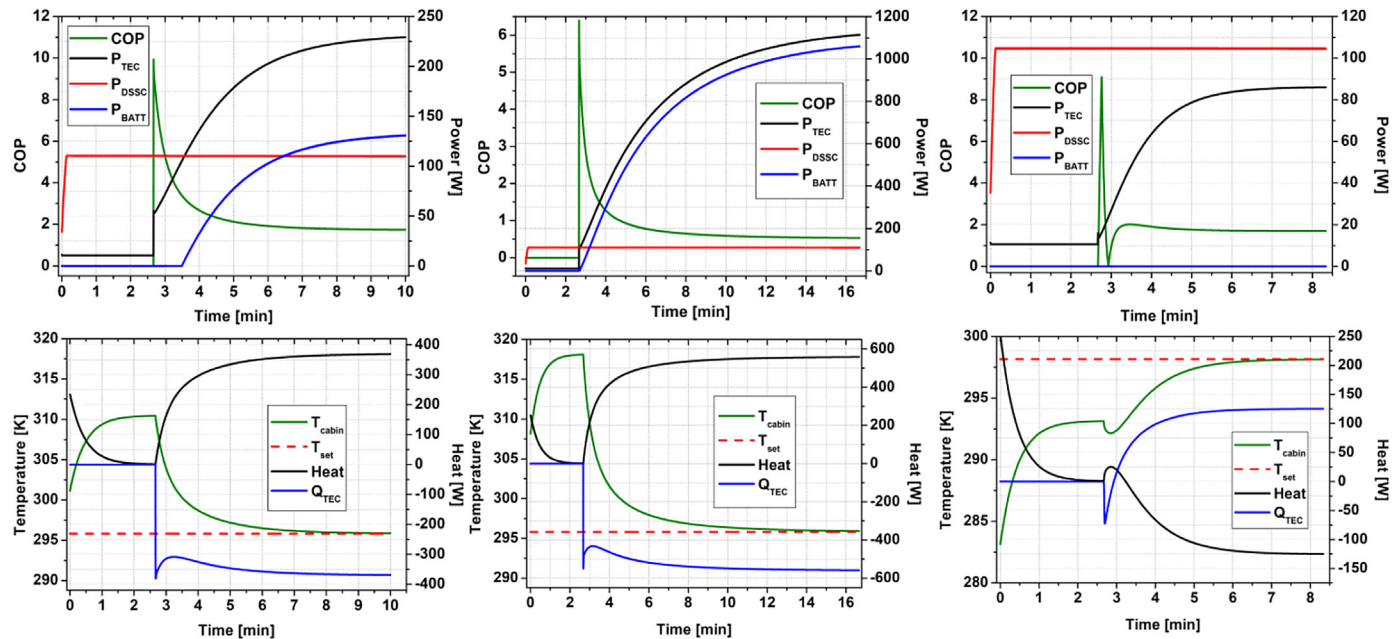 COP
P_TEC
P_DSSC
P_BATT
COP
Power [W]
Time [min]
12
10
8
6
4
2
0
250
200
150
100
50
0
0 1 2 3 4 5 6 7 8 9 10
COP
P_TEC
P_DSSC
P_BATT
COP
Power [W]
Time [min]
6
5
4
3
2
1
0
1200
1000
800
600
400
200
0
0 2 4 6 8 10 12 14 16
COP
P_TEC
P_DSSC
P_BATT
COP
Power [W]
Time [min]
12
10
8
6
4
2
0
120
100
80
60
40
20
0
0 1 2 3 4 5 6 7 8
T_cabin
T_set
Heat
Q_TEC
Temperature [K]
Heat [W]
Time [min]
320
315
310
305
300
295
290
400
300
200
100
0
-100
-200
-300
-400
0 1 2 3 4 5 6 7 8 9 10
T_cabin
T_set
Heat
Q_TEC
Temperature [K]
Heat [W]
Time [min]
320
315
310
305
300
295
290
600
400
200
0
-200
-400
-600
0 2 4 6 8 10 12 14 16
T_cabin
T_set
Heat
Q_TEC
Temperature [K]
Heat [W]
Time [min]
300
295
290
285
280
250
200
150
100
50
0
-50
-100
-150
0 1 2 3 4 5 6 7 8